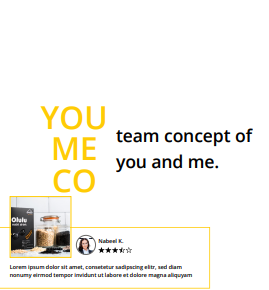 YOU
ME
CO
team concept of
you and me.
Olulu
Nabeel K.
Lorem ipsum dolor sit amet, consetetur sadipscing elitr, sed diam
nonumy eirmod tempor invidunt ut labore et dolore magna aliquyam